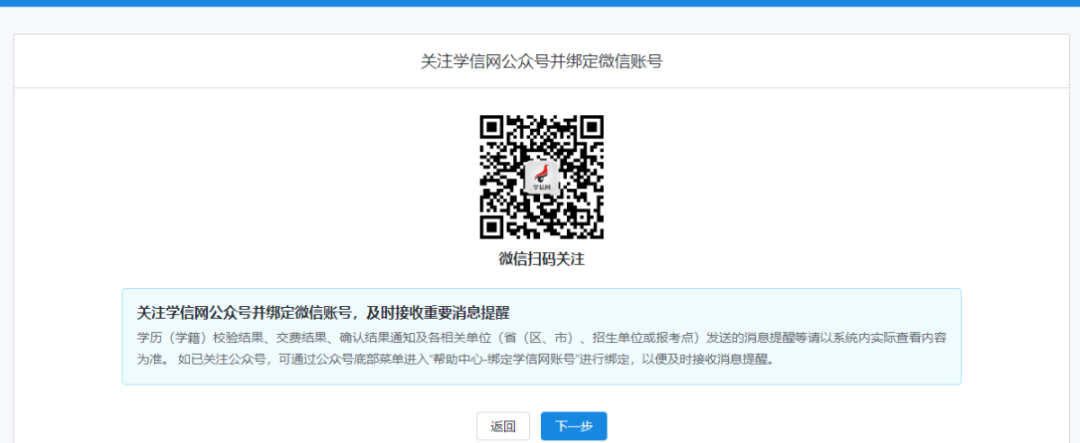 关注学信网公众号并绑定微信账号
学信网
微信扫码关注
关注学信网公众号并绑定微信账号，及时接收重要消息提醒
学历（学籍）校验结果、交费结果、确认结果通知及各相关单位（省（区、市）、招生单位或报考点）发送的消息提醒等请以系统内实际查看内容
为准。 如已关注公众号，可通过公众号底部菜单进入“帮助中心-绑定学信网账号”进行绑定，以便及时接收消息提醒。
返回
下一步